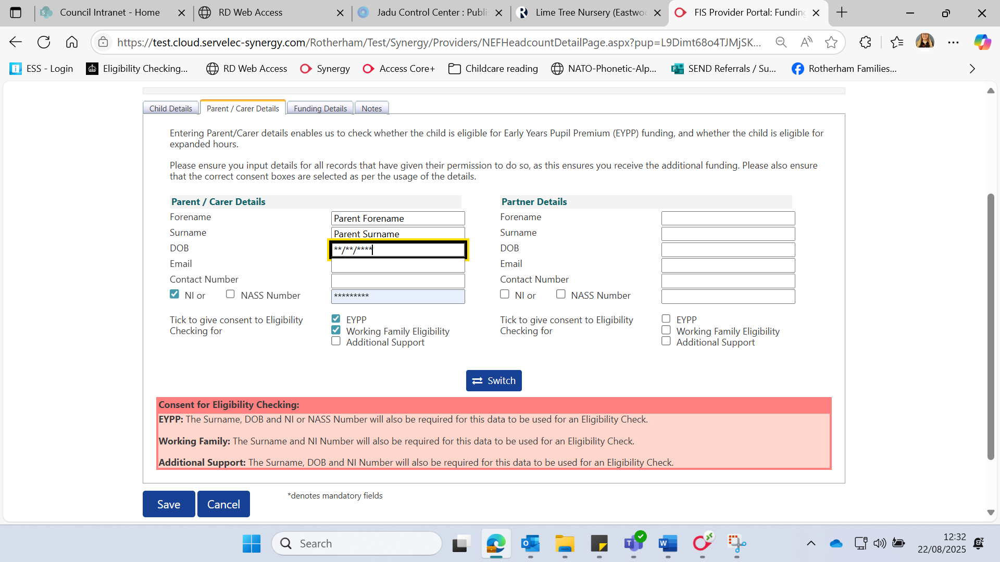 Council Intranet - Home
RD Web Access
Jadu Control Center : Publi
Lime Tree Nursery (Eastwo
FIS Provider Portal: Funding
https://test.cloud.servelec-synergy.com/Rotherham/Test/Synergy/Providers/NEFHeadcountDetailPage.aspx?pup=L9Dimt68o4TJMjSK...
ESS - Login
Eligibility Checking...
RD Web Access
Synergy
Access Core+
Childcare reading
NATO-Phonetic-Alp...
SEND Referrals / Su...
Rotherham Families...
Child Details
Parent / Carer Details
Funding Details
Notes
Entering Parent/Carer details enables us to check whether the child is eligible for Early Years Pupil Premium (EYPP) funding, and whether the child is eligible for
expanded hours.
Please ensure you input details for all records that have given their permission to do so, as this ensures you receive the additional funding. Please also ensure
that the correct consent boxes are selected as per the usage of the details.
Parent / Carer Details
Forename
Parent Forename
Surname
Parent Surname
DOB
**/**/****
Email
Contact Number
NI or
NASS Number
*********
Tick to give consent to Eligibility
Checking for
EYPP
Working Family Eligibility
Additional Support
Partner Details
Forename
Surname
DOB
Email
Contact Number
NI or
NASS Number
Tick to give consent to Eligibility
Checking for
EYPP
Working Family Eligibility
Additional Support
Switch
Consent for Eligibility Checking:
EYPP: The Surname, DOB and NI or NASS Number will also be required for this data to be used for an Eligibility Check.
Working Family: The Surname and NI Number will also be required for this data to be used for an Eligibility Check.
Additional Support: The Surname, DOB and NI Number will also be required for this data to be used for an Eligibility Check.
Save
Cancel
*denotes mandatory fields
Search
12:32
22/08/2025